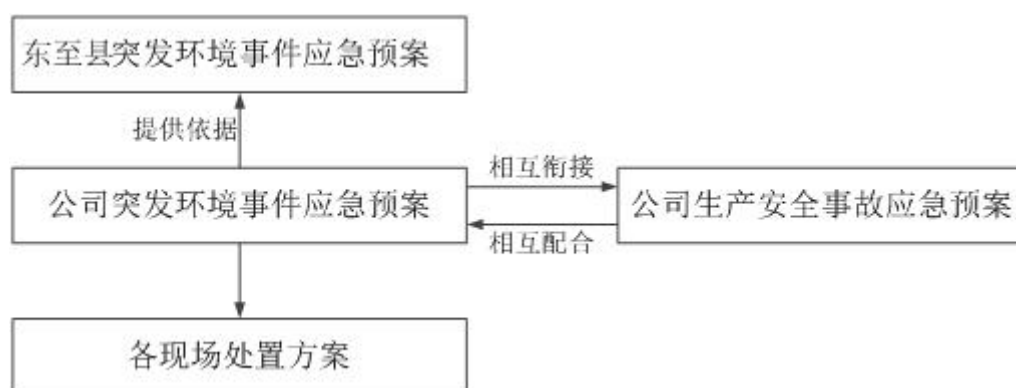 东至县突发环境事件应急预案
提供依据
相互衔接
公司突发环境事件应急预案
公司生产安全事故应急预案
相互配合
各现场处置方案